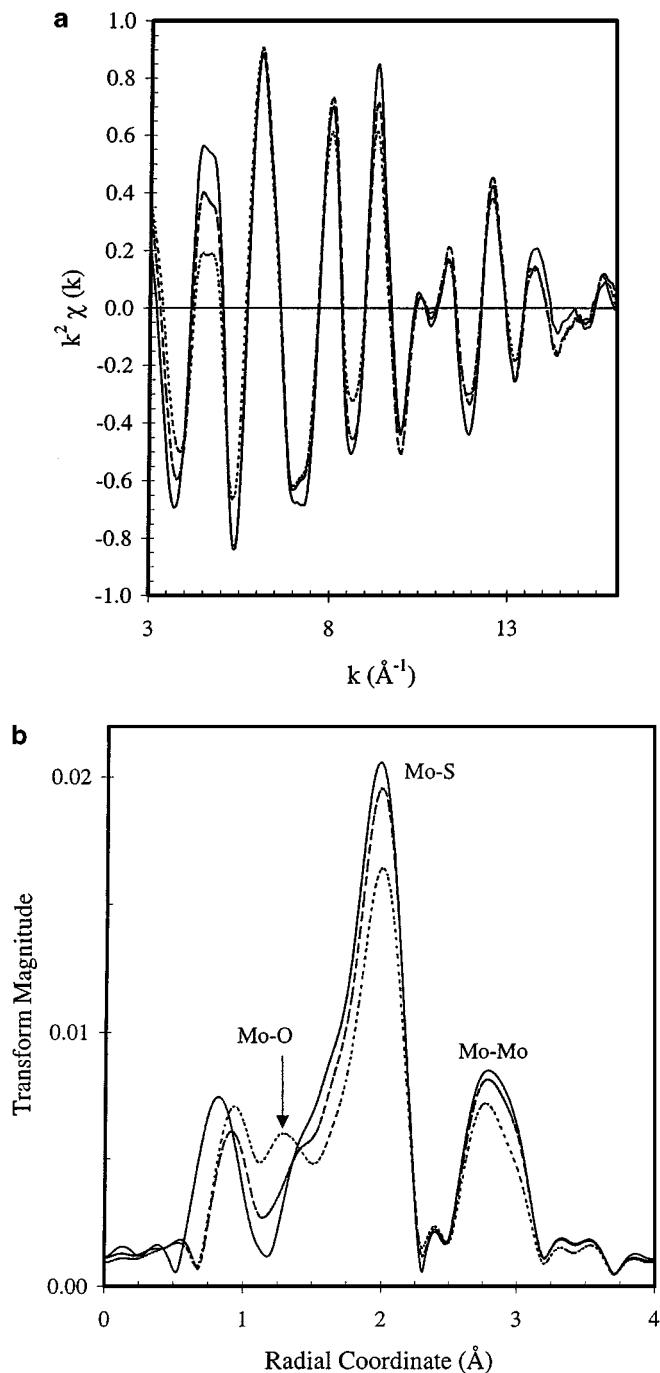 a
1.0
0.8
0.6
0.4
0.2
0.0
-0.2
-0.4
-0.6
-0.8
-1.0
k² χ (k)
3 8 13
k (Å⁻¹)
b
0.02
0.01
0.00
Transform Magnitude
Mo-S
Mo-O
Mo-Mo
0 1 2 3 4
Radial Coordinate (Å)